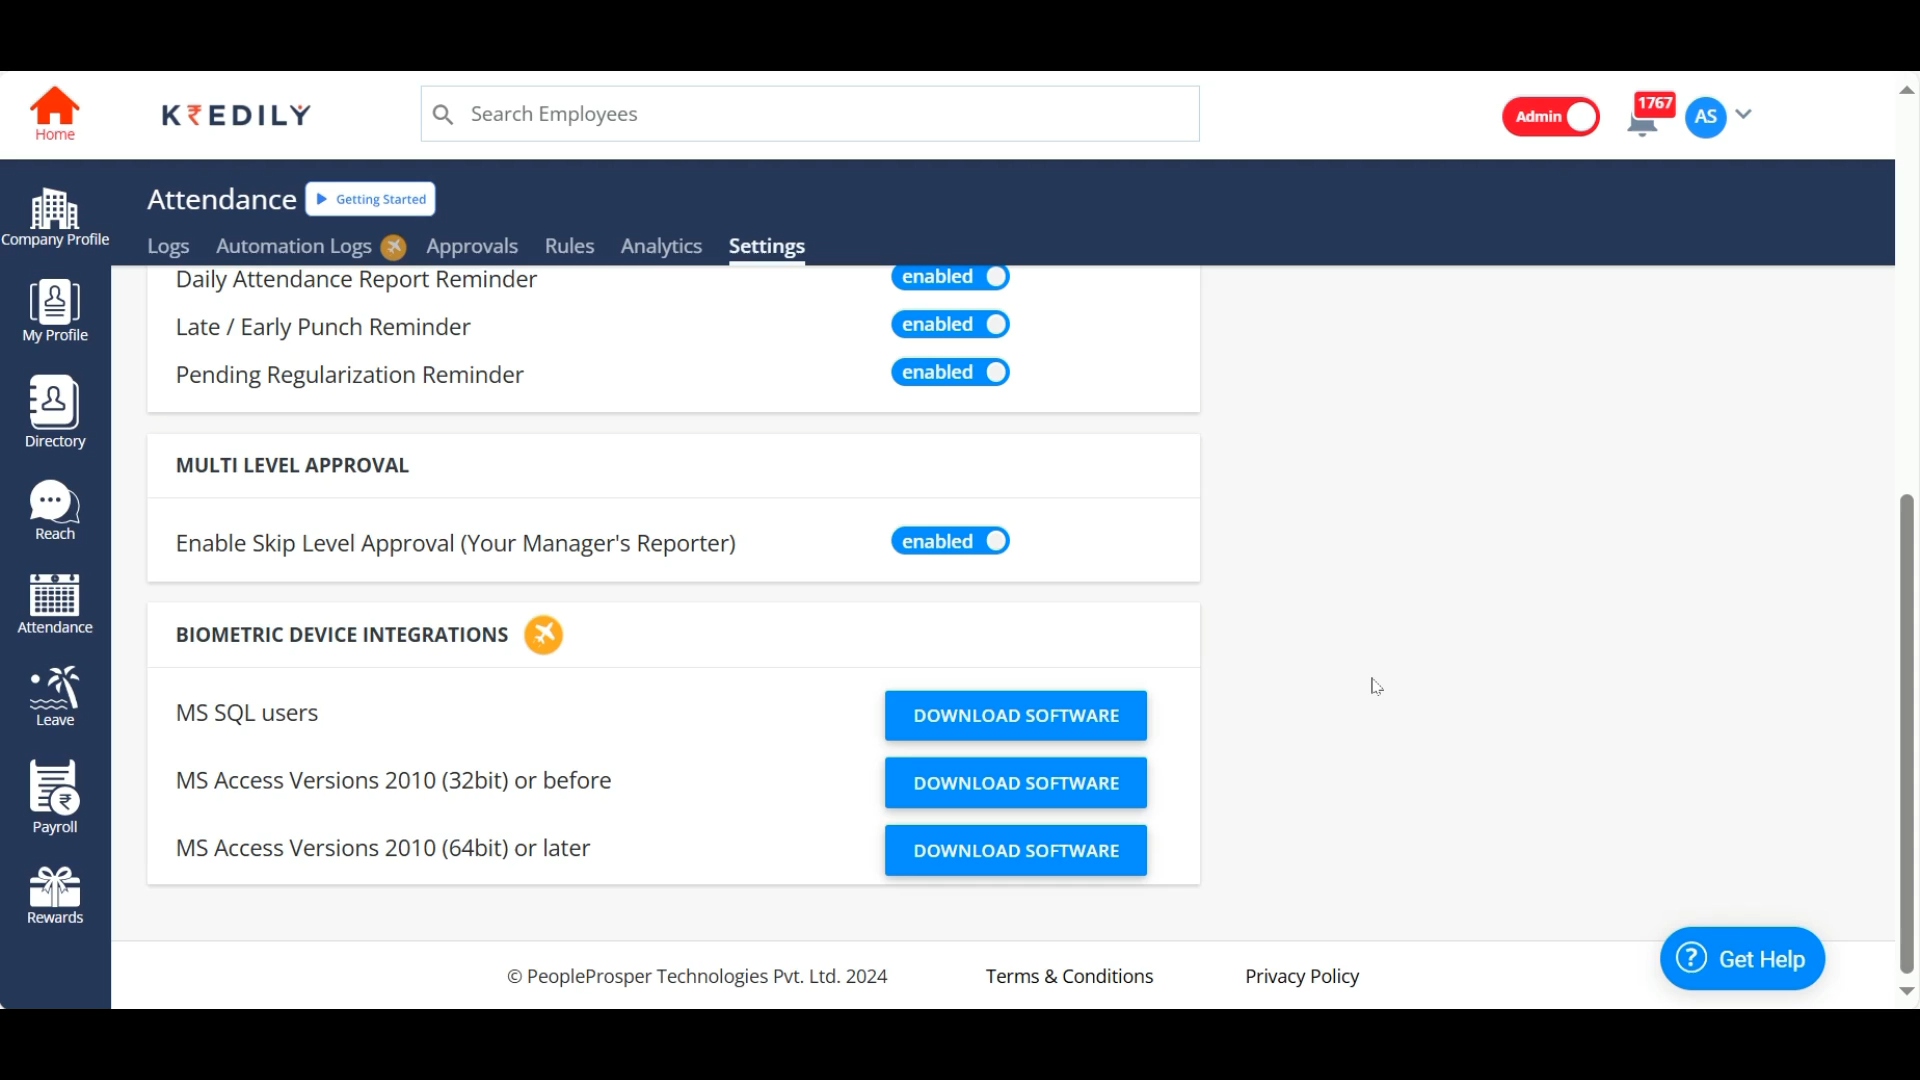 Home
K₹EDILY
Search Employees
Admin
1767
AS
Attendance
Getting Started
Logs
Automation Logs
Approvals
Rules
Analytics
Settings
Company Profile
My Profile
Directory
Reach
Attendance
Leave
₹
Payroll
Rewards
Daily Attendance Report Reminder
enabled
Late / Early Punch Reminder
enabled
Pending Regularization Reminder
enabled
MULTI LEVEL APPROVAL
Enable Skip Level Approval (Your Manager's Reporter)
enabled
BIOMETRIC DEVICE INTEGRATIONS
MS SQL users
DOWNLOAD SOFTWARE
MS Access Versions 2010 (32bit) or before
DOWNLOAD SOFTWARE
MS Access Versions 2010 (64bit) or later
DOWNLOAD SOFTWARE
© PeopleProsper Technologies Pvt. Ltd. 2024
Terms & Conditions
Privacy Policy
? Get Help